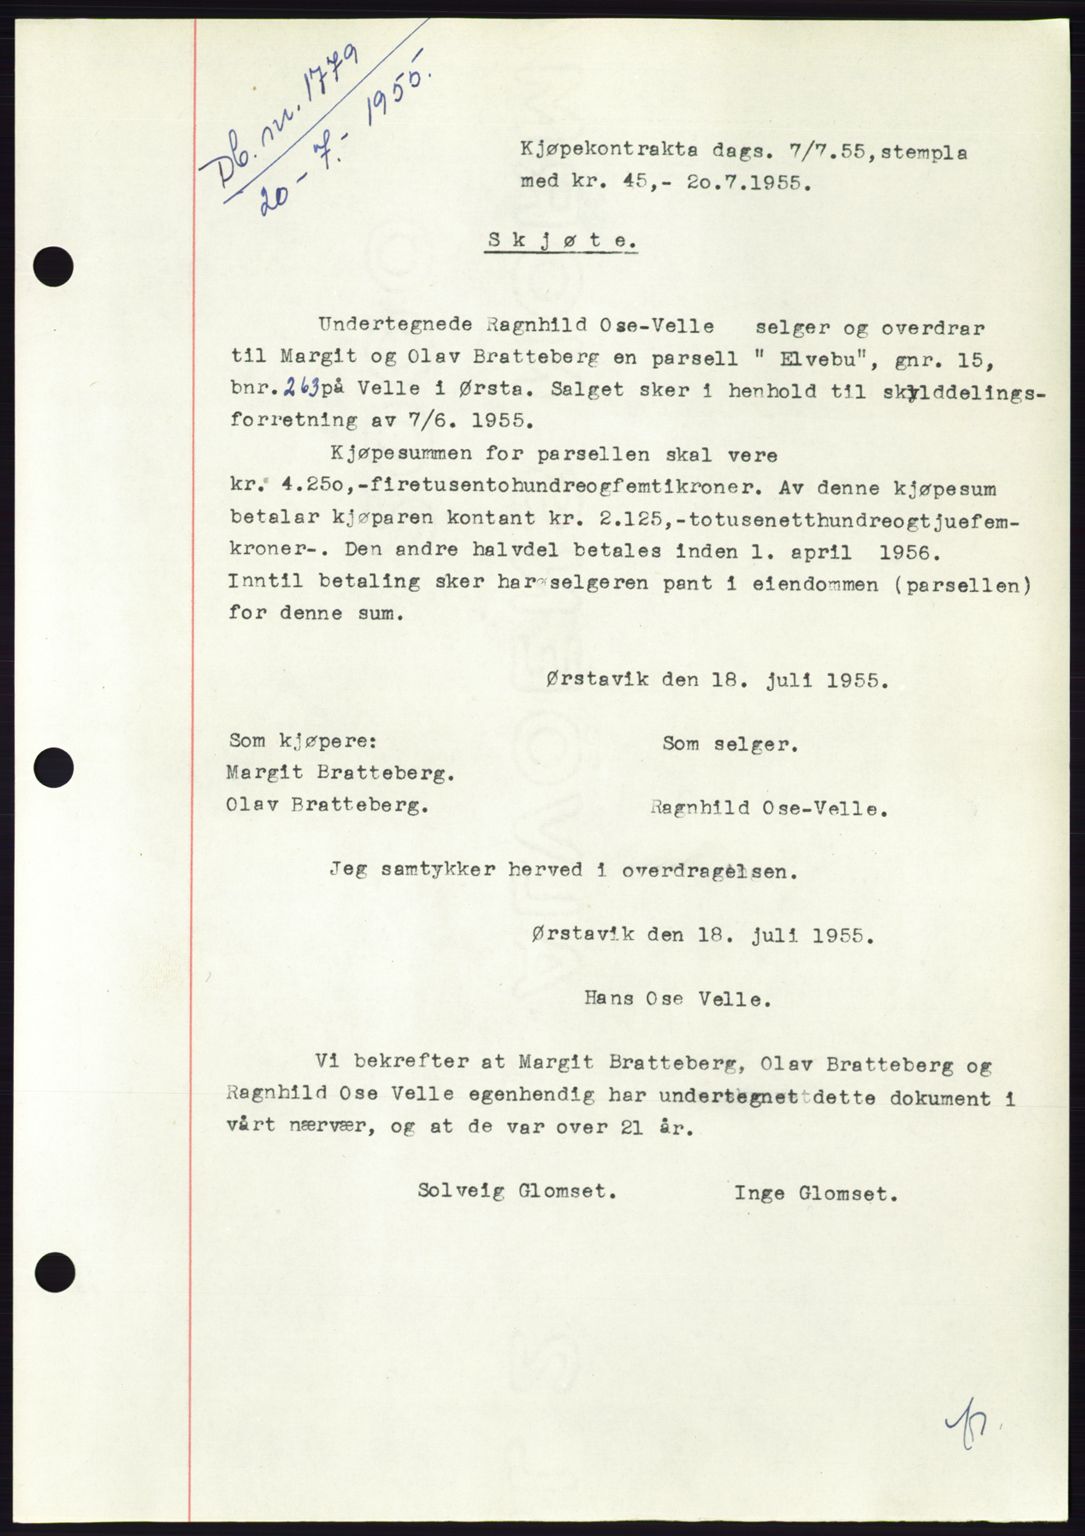 Db. nr. 1779
20-7.- 1955.
Kjøpekontrakta dags. 7/7.55, stempla
med kr. 45,- 2o.7.1955.
S k j ø t e.
Undertegnede Ragnhild Ose-Velle selger og overdrar
til Margit og Olav Bratteberg en parsell " Elvebu", gnr. 15,
bnr. 263 på Velle i Ørsta. Salget sker i henhold til skylddelings-
forretning av 7/6. 1955.
Kjøpesummen for parsellen skal vere
kr. 4.25o,-firetusentohundreogfemtikroner. Av denne kjøpesum
betalar kjøparen kontant kr. 2.125,-totusenetthundreogtjuefem-
kroner-. Den andre halvdel betales inden 1. april 1956.
Inntil betaling sker har selgeren pant i eiendommen (parsellen)
for denne sum.
Ørstavik den 18. juli 1955.
Som kjøpere: Som selger.
Margit Bratteberg.
Olav Bratteberg. Ragnhild Ose-Velle.
Jeg samtykker herved i overdragelsen.
Ørstavik den 18. juli 1955.
Hans Ose Velle.
Vi bekrefter at Margit Bratteberg, Olav Bratteberg og
Ragnhild Ose Velle egenhendig har undertegnet dette dokument i
vårt nærvær, og at de var over 21 år.
Solveig Glomset. Inge Glomset.